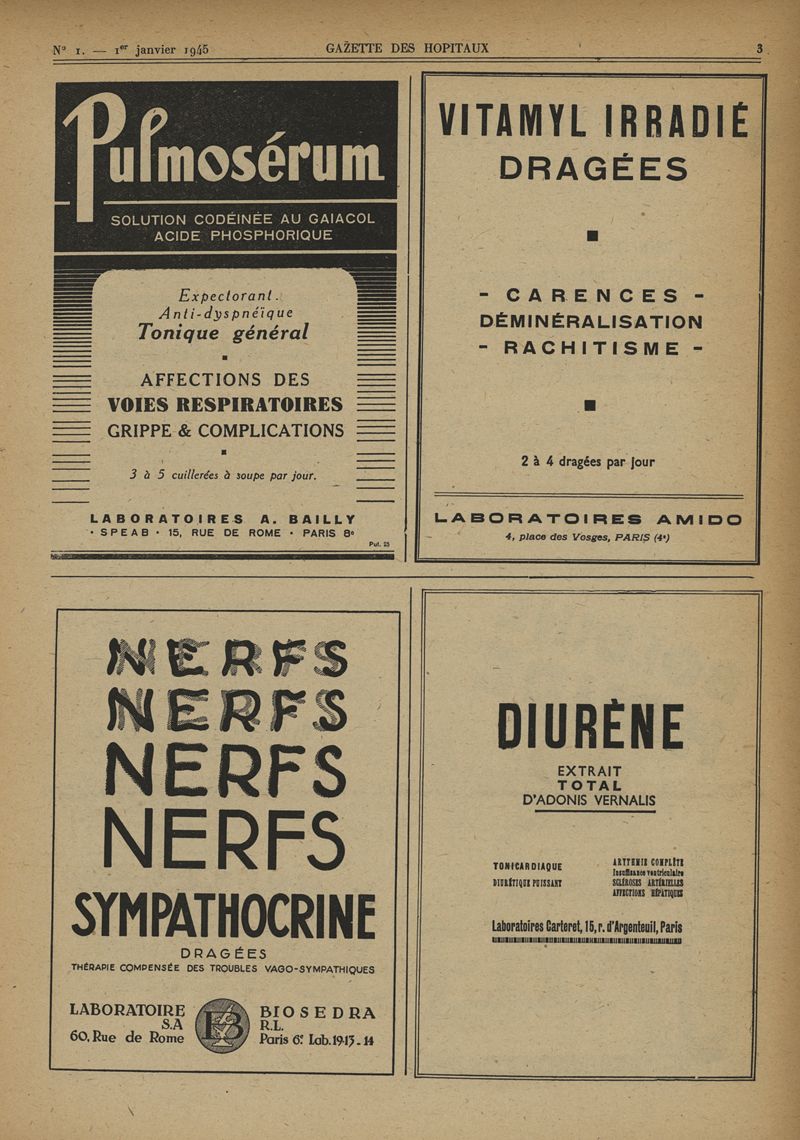 Nº 1. — 1er janvier 1945
GAZETTE DES HOPITAUX
3
Pulmosérum
SOLUTION CODÉINÉE AU GAIACOL
ACIDE PHOSPHORIQUE
Expectorant.
Anti-dyspnéïque
Tonique général
AFFECTIONS DES
VOIES RESPIRATOIRES
GRIPPE & COMPLICATIONS
3 à 5 cuillerées à soupe par jour.
LABORATOIRES A. BAILLY
• SPEAB • 15, RUE DE ROME • PARIS 8e
VITAMYL IRRADIÉ
DRAGÉES
- CARENCES -
DÉMINÉRALISATION
- RACHITISME -
2 à 4 dragées par jour
LABORATOIRES AMIDO
4, place des Vosges, PARIS (4e)
NERFS
NERFS
NERFS
NERFS
SYMPATHOCRINE
DRAGÉES
THÉRAPIE COMPENSÉE DES TROUBLES VAGO-SYMPATHIQUES
LABORATOIRE BIOSEDRA
S.A R.L.
60, Rue de Rome Paris 6e Lab. 1943-14
DIURÈNE
EXTRAIT
TOTAL
D'ADONIS VERNALIS
TONICARDIAQUE
DIURÉTIQUE PUISSANT
ARYTHMIE COMPLÈTE
Insuffisance ventriculaire
SCLÉROSES ARTÉRIELLES
AFFECTIONS HÉPATIQUES
Laboratoires Carteret, 15, r. d'Argenteuil, Paris